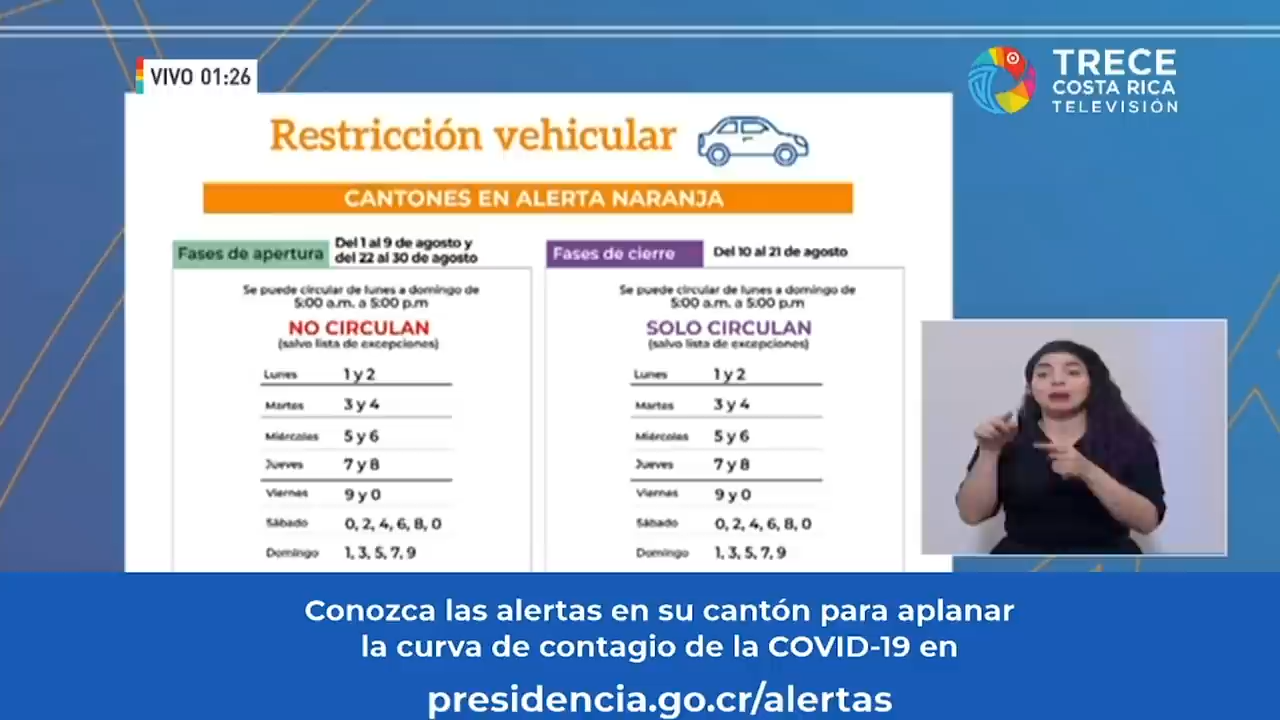 VIVO 01:26
TRECE
COSTA RICA
TELEVISIÓN
Restricción vehicular
CANTONES EN ALERTA NARANJA
Fases de apertura
Del 1 al 9 de agosto y
del 22 al 30 de agosto
Se puede circular de lunes a domingo de
5:00 a.m. a 5:00 p.m
NO CIRCULAN
(salvo lista de excepciones)
Lunes 1 y 2
Martes 3 y 4
Miércoles 5 y 6
Jueves 7 y 8
Viernes 9 y 0
Sábado 0, 2, 4, 6, 8, 0
Domingo 1, 3, 5, 7, 9
Fases de cierre
Del 10 al 21 de agosto
Se puede circular de lunes a domingo de
5:00 a.m. a 5:00 p.m
SOLO CIRCULAN
(salvo lista de excepciones)
Lunes 1 y 2
Martes 3 y 4
Miércoles 5 y 6
Jueves 7 y 8
Viernes 9 y 0
Sábado 0, 2, 4, 6, 8, 0
Domingo 1, 3, 5, 7, 9
Conozca las alertas en su cantón para aplanar
la curva de contagio de la COVID-19 en
presidencia.go.cr/alertas